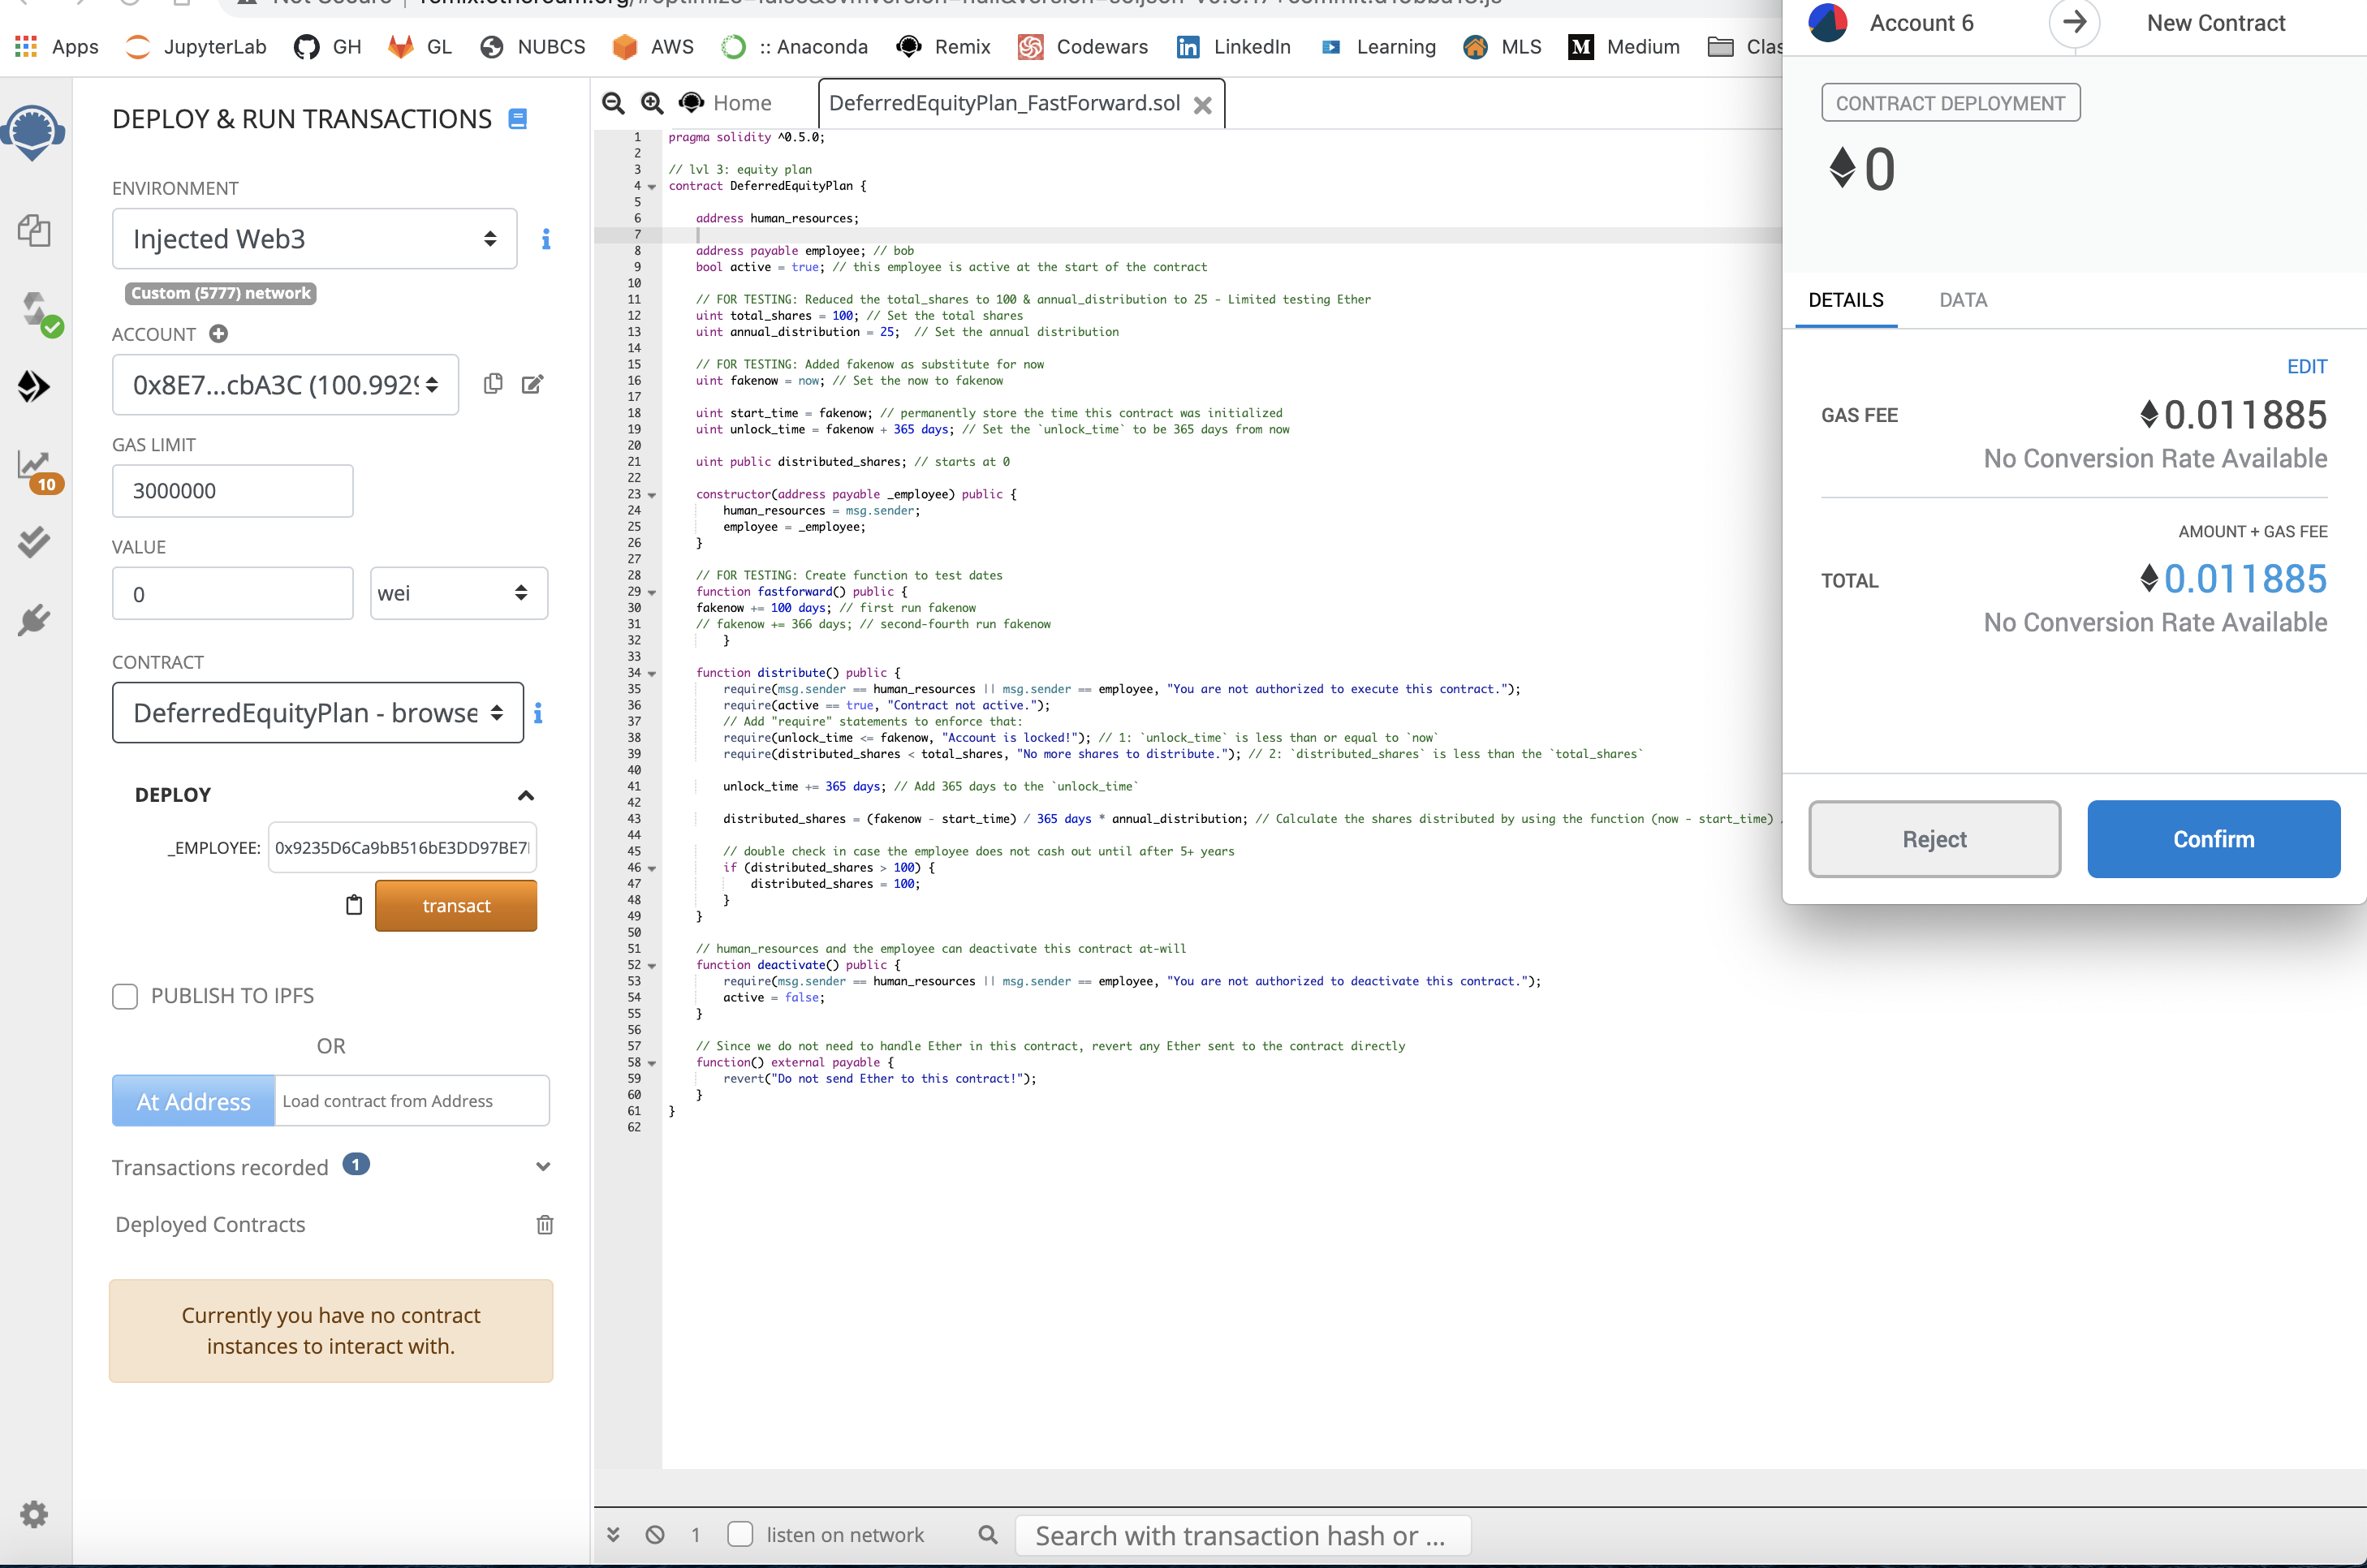 Apps JupyterLab GH GL NUBCS AWS :: Anaconda Remix Codewars LinkedIn Learning MLS Medium
DEPLOY & RUN TRANSACTIONS
ENVIRONMENT
Injected Web3
Custom (5777) network
ACCOUNT
0x8E7...cbA3C (100.992
GAS LIMIT
3000000
VALUE
0 wei
CONTRACT
DeferredEquityPlan - browse
DEPLOY
_EMPLOYEE: 0x9235D6Ca9bB516bE3DD97BE7
transact
PUBLISH TO IPFS
OR
At Address Load contract from Address
Transactions recorded 1
Deployed Contracts
Currently you have no contract
instances to interact with.
10
Home DeferredEquityPlan_FastForward.sol
1 pragma solidity ^0.5.0;
2
3 // lvl 3: equity plan
4 contract DeferredEquityPlan {
5
6 address human_resources;
7
8 address payable employee; // bob
9 bool active = true; // this employee is active at the start of the contract
10
11 // FOR TESTING: Reduced the total_shares to 100 & annual_distribution to 25 - Limited testing Ether
12 uint total_shares = 100; // Set the total shares
13 uint annual_distribution = 25; // Set the annual distribution
14
15 // FOR TESTING: Added fakenow as substitute for now
16 uint fakenow = now; // Set the now to fakenow
17
18 uint start_time = fakenow; // permanently store the time this contract was initialized
19 uint unlock_time = fakenow + 365 days; // Set the `unlock_time` to be 365 days from now
20
21 uint public distributed_shares; // starts at 0
22
23 constructor(address payable _employee) public {
24 human_resources = msg.sender;
25 employee = _employee;
26 }
27
28 // FOR TESTING: Create function to test dates
29 function fastforward() public {
30 fakenow += 100 days; // first run fakenow
31 // fakenow += 366 days; // second-fourth run fakenow
32 }
33
34 function distribute() public {
35 require(msg.sender == human_resources || msg.sender == employee, "You are not authorized to execute this contract.");
36 require(active == true, "Contract not active.");
37 // Add "require" statements to enforce that:
38 require(unlock_time <= fakenow, "Account is locked!"); // 1: `unlock_time` is less than or equal to `now`
39 require(distributed_shares < total_shares, "No more shares to distribute."); // 2: `distributed_shares` is less than the `total_shares`
40
41 unlock_time += 365 days; // Add 365 days to the `unlock_time`
42
43 distributed_shares = (fakenow - start_time) / 365 days * annual_distribution; // Calculate the shares distributed by using the function (now - start_time)
44
45 // double check in case the employee does not cash out until after 5+ years
46 if (distributed_shares > 100) {
47 distributed_shares = 100;
48 }
49 }
50
51 // human_resources and the employee can deactivate this contract at-will
52 function deactivate() public {
53 require(msg.sender == human_resources || msg.sender == employee, "You are not authorized to deactivate this contract.");
54 active = false;
55 }
56
57 // Since we do not need to handle Ether in this contract, revert any Ether sent to the contract directly
58 function() external payable {
59 revert("Do not send Ether to this contract!");
60 }
61 }
62
1 listen on network Search with transaction hash or ...
Account 6 New Contract
CONTRACT DEPLOYMENT
0
DETAILS DATA
EDIT
GAS FEE 0.011885
No Conversion Rate Available
AMOUNT + GAS FEE
TOTAL 0.011885
No Conversion Rate Available
Reject Confirm